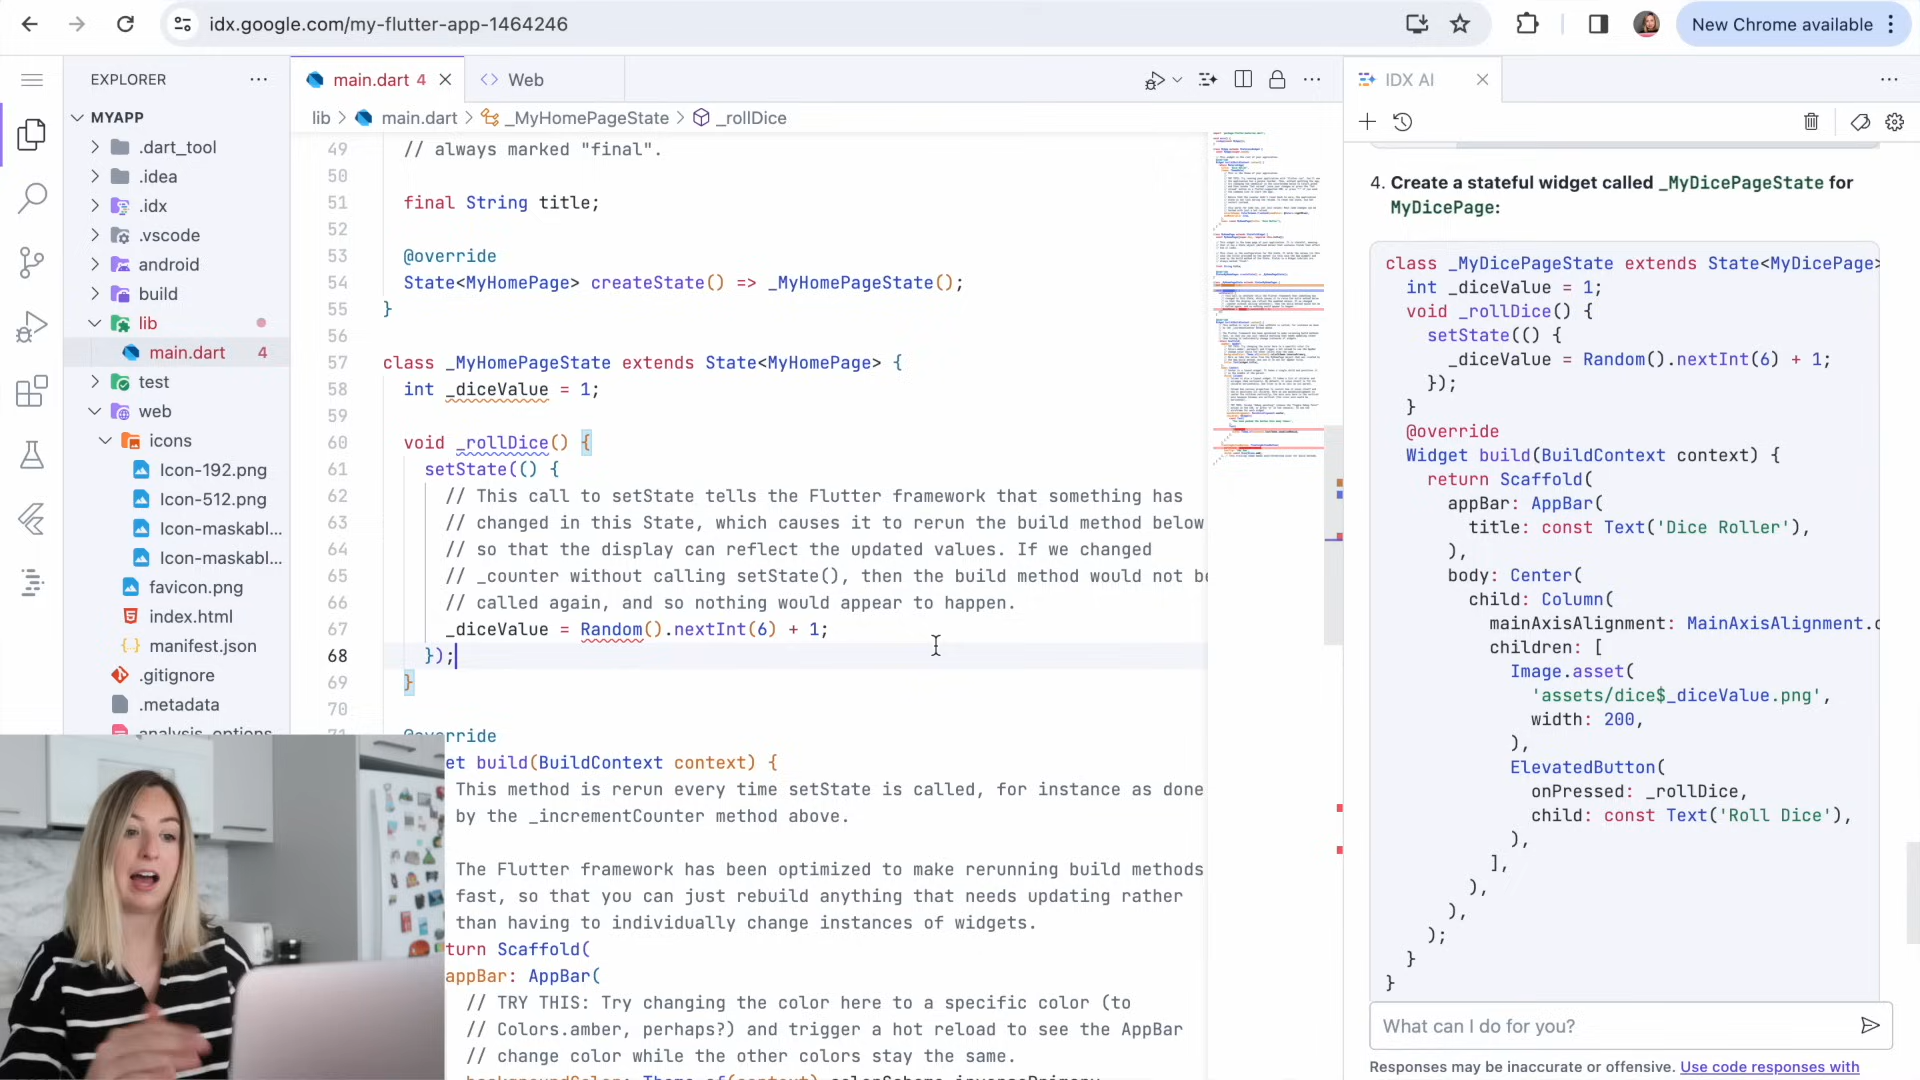 idx.google.com/my-flutter-app-1464246
New Chrome available
EXPLORER
MYAPP
.dart_tool
.idea
.idx
.vscode
android
build
lib
main.dart 4
test
web
icons
Icon-192.png
Icon-512.png
Icon-maskabl...
Icon-maskabl...
favicon.png
index.html
manifest.json
.gitignore
.metadata
analysis_options
main.dart 4
<> Web
lib > main.dart > _MyHomePageState > _rollDice
49 // always marked "final".
50
51 final String title;
52
53 @override
54 State<MyHomePage> createState() => _MyHomePageState();
55 }
56
57 class _MyHomePageState extends State<MyHomePage> {
58 int _diceValue = 1;
59
60 void _rollDice() {
61 setState(() {
62 // This call to setState tells the Flutter framework that something has
63 // changed in this State, which causes it to rerun the build method below
64 // so that the display can reflect the updated values. If we changed
65 // _counter without calling setState(), then the build method would not be
66 // called again, and so nothing would appear to happen.
67 _diceValue = Random().nextInt(6) + 1;
68 });
69 }
70
@override
et build(BuildContext context) {
This method is rerun every time setState is called, for instance as done
by the _incrementCounter method above.
The Flutter framework has been optimized to make rerunning build methods
fast, so that you can just rebuild anything that needs updating rather
than having to individually change instances of widgets.
turn Scaffold(
appBar: AppBar(
// TRY THIS: Try changing the color here to a specific color (to
// Colors.amber, perhaps?) and trigger a hot reload to see the AppBar
// change color while the other colors stay the same.
backgroundColor: Theme.of(context).colorScheme.inversePrimary
IDX AI
4. Create a stateful widget called _MyDicePageState for
MyDicePage:
class _MyDicePageState extends State<MyDicePage>
int _diceValue = 1;
void _rollDice() {
setState(() {
_diceValue = Random().nextInt(6) + 1;
});
}
@override
Widget build(BuildContext context) {
return Scaffold(
appBar: AppBar(
title: const Text('Dice Roller'),
),
body: Center(
child: Column(
mainAxisAlignment: MainAxisAlignment.c
children: [
Image.asset(
'assets/dice$_diceValue.png',
width: 200,
),
ElevatedButton(
onPressed: _rollDice,
child: const Text('Roll Dice'),
),
],
),
),
);
}
}
What can I do for you?
Responses may be inaccurate or offensive. Use code responses with